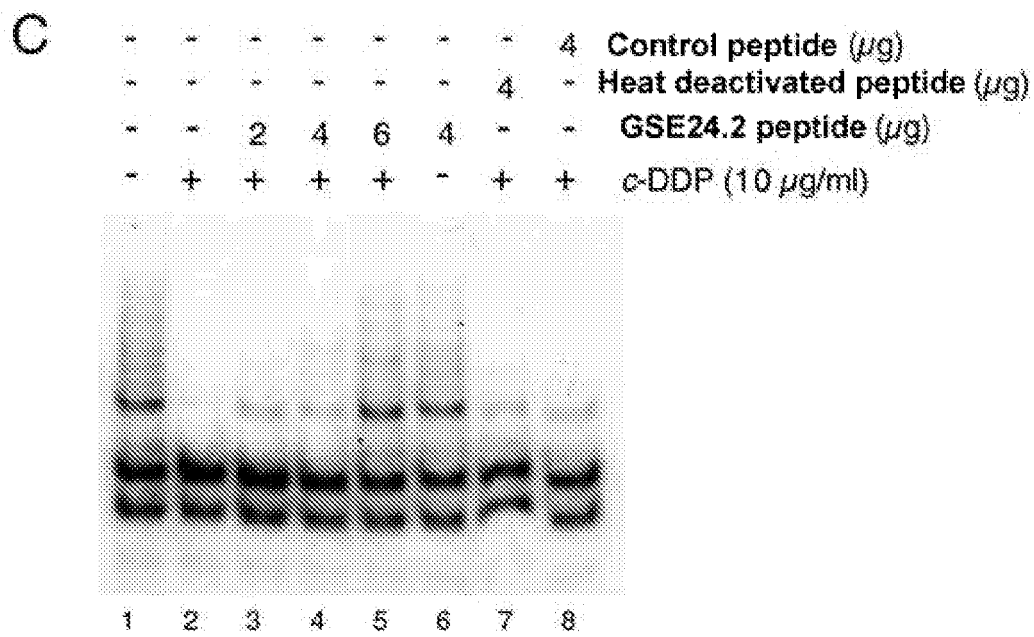 C
- - - - - - - 4 Control peptide (µg)
- - - - - - 4 - Heat deactivated peptide (µg)
- - 2 4 6 4 - - GSE24.2 peptide (µg)
- + + + + - + + c-DDP (10 µg/ml)
1 2 3 4 5 6 7 8